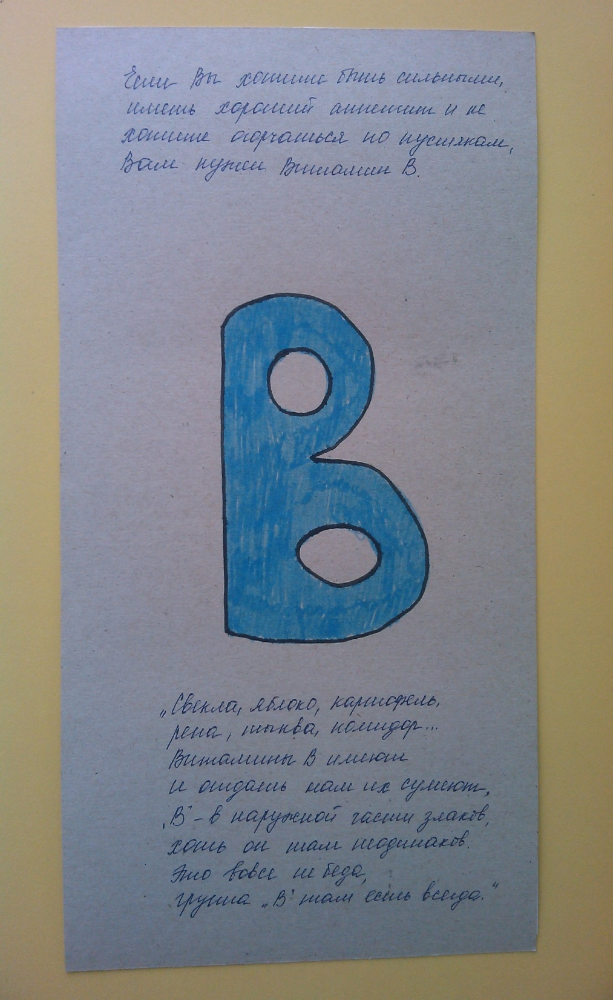 Если Вы хотите быть сильными,
иметь хороший аппетит и не
хотите огорчаться по пустякам,
Вам нужен Витамин В.
В
„Свекла, яблоко, картофель,
репа, тыква, помидор...
Витамины В имеют
и отдать нам их сумеют,
„В" – в наружной части злаков,
хоть он там неодинаков.
Это вовсе не беда,
группа „В" там есть всегда."